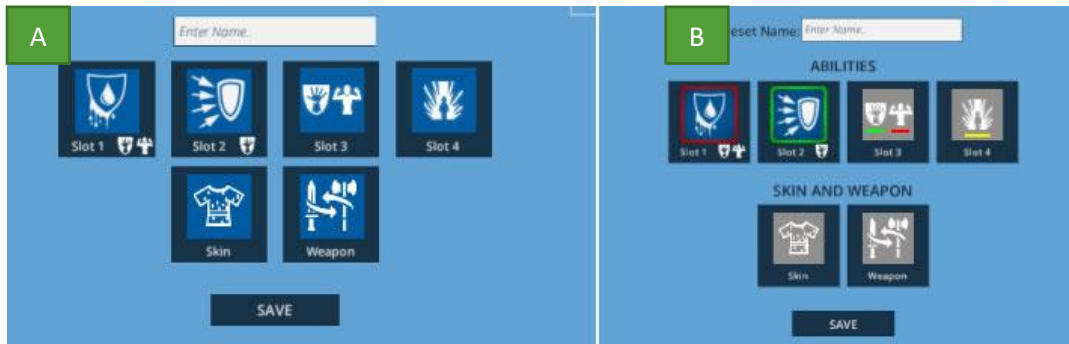 A
Enter Name..
Slot 1
Slot 2
Slot 3
Slot 4
Skin
Weapon
SAVE
B
eset Name:
Enter Name..
ABILITIES
Slot 1
Slot 2
Slot 3
Slot 4
SKIN AND WEAPON
Skin
Weapon
SAVE